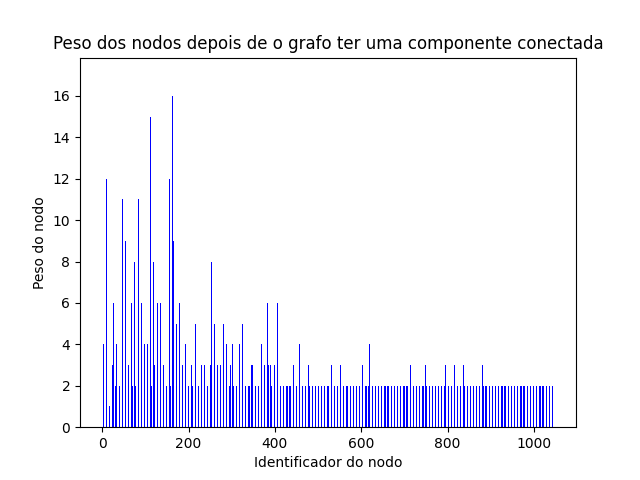 Peso dos nodos depois de o grafo ter uma componente conectada
16
14
12
10
8
6
4
2
0
Peso do nodo
0 200 400 600 800 1000
Identificador do nodo